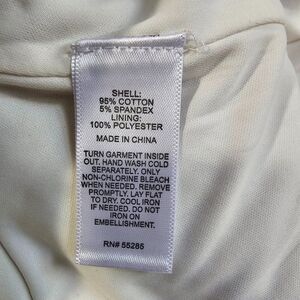 SHELL:
95% COTTON
5% SPANDEX
LINING:
100% POLYESTER
MADE IN CHINA
TURN GARMENT INSIDE
OUT. HAND WASH COLD
SEPARATELY. ONLY
NON-CHLORINE BLEACH
WHEN NEEDED. REMOVE
PROMPTLY. LAY FLAT
TO DRY. COOL IRON
IF NEEDED. DO NOT
IRON ON
EMBELLISHMENT.
RN# 55285